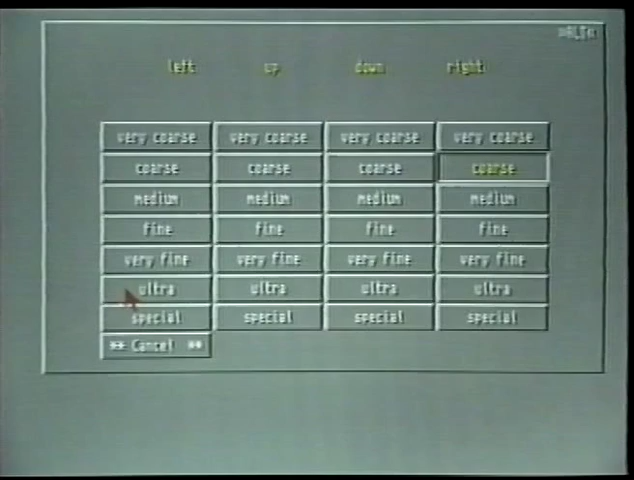 *ALI*
left up down right
very coarse very coarse very coarse very coarse
coarse coarse coarse coarse
medium medium medium medium
fine fine fine fine
very fine very fine very fine very fine
ultra ultra ultra ultra
special special special special
** Cancel **